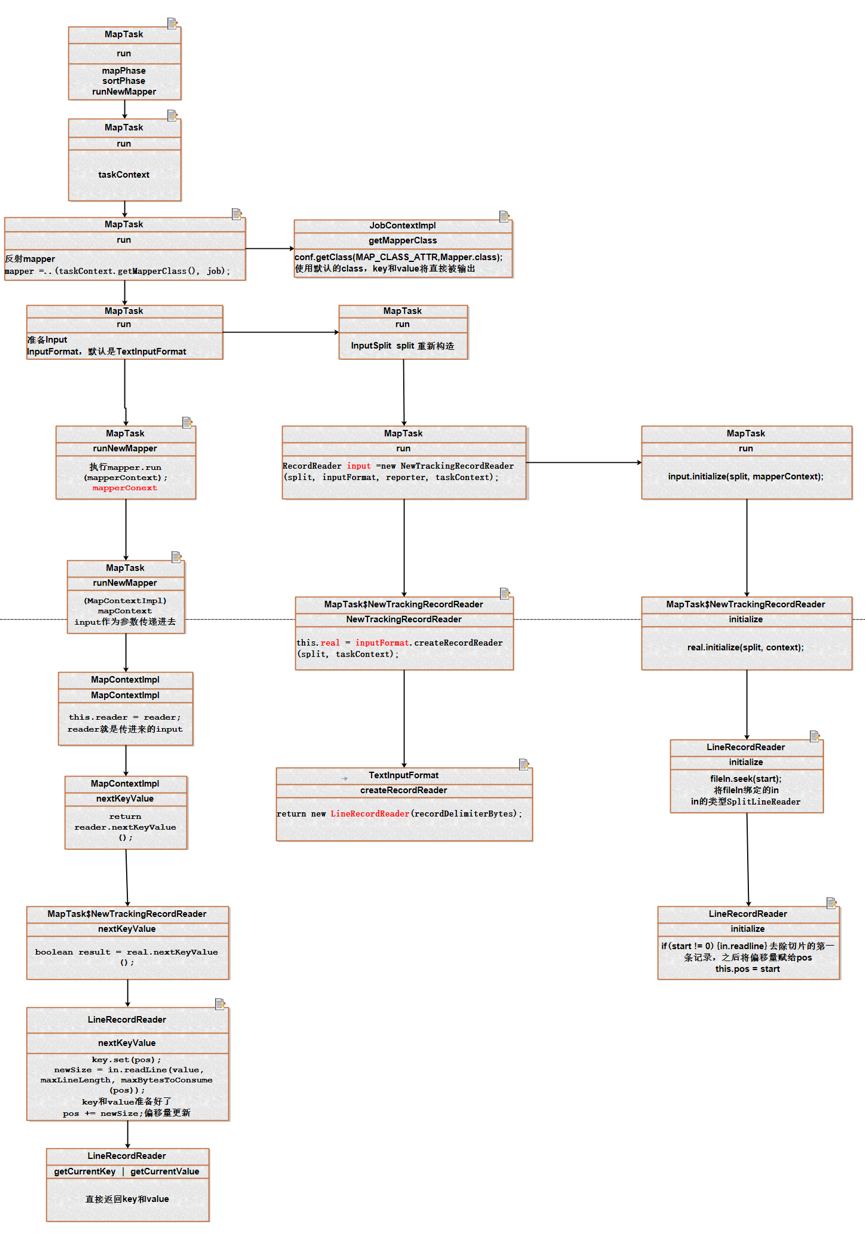 MapTask
run
mapPhase
sortPhase
runNewMapper
MapTask
run
taskContext
MapTask
run
反射mapper
mapper =..(taskContext.getMapperClass(), job);
JobContextImpl
getMapperClass
conf.getClass(MAP_CLASS_ATTR,Mapper.class);
使用默认的class，key和value将直接被输出
MapTask
run
准备Input
InputFormat，默认是TextInputFormat
MapTask
run
InputSplit split 重新构造
MapTask
runNewMapper
执行mapper.run
(mapperContext);
mapperConext
MapTask
run
RecordReader input =new NewTrackingRecordReader
(split, inputFormat, reporter, taskContext);
MapTask
run
input.initialize(split, mapperContext);
MapTask
runNewMapper
(MapContextImpl)
mapContext
input作为参数传递进去
MapTask$NewTrackingRecordReader
NewTrackingRecordReader
this.real = inputFormat.createRecordReader
(split, taskContext);
MapTask$NewTrackingRecordReader
initialize
real.initialize(split, context);
MapContextImpl
MapContextImpl
this.reader = reader;
reader就是传进来的input
LineRecordReader
initialize
fileIn.seek(start);
将fileIn绑定的in
in的类型SplitLineReader
MapContextImpl
nextKeyValue
return
reader.nextKeyValue
();
TextInputFormat
createRecordReader
return new LineRecordReader(recordDelimiterBytes);
MapTask$NewTrackingRecordReader
nextKeyValue
boolean result = real.nextKeyValue
();
LineRecordReader
initialize
if(start != 0){in.readline}去除切片的第一
条记录，之后将偏移量赋给pos
this.pos = start
LineRecordReader
nextKeyValue
key.set(pos);
newSize = in.readLine(value,
maxLineLength, maxBytesToConsume
(pos));
key和value准备好了
pos += newSize;偏移量更新
LineRecordReader
getCurrentKey | getCurrentValue
直接返回key和value